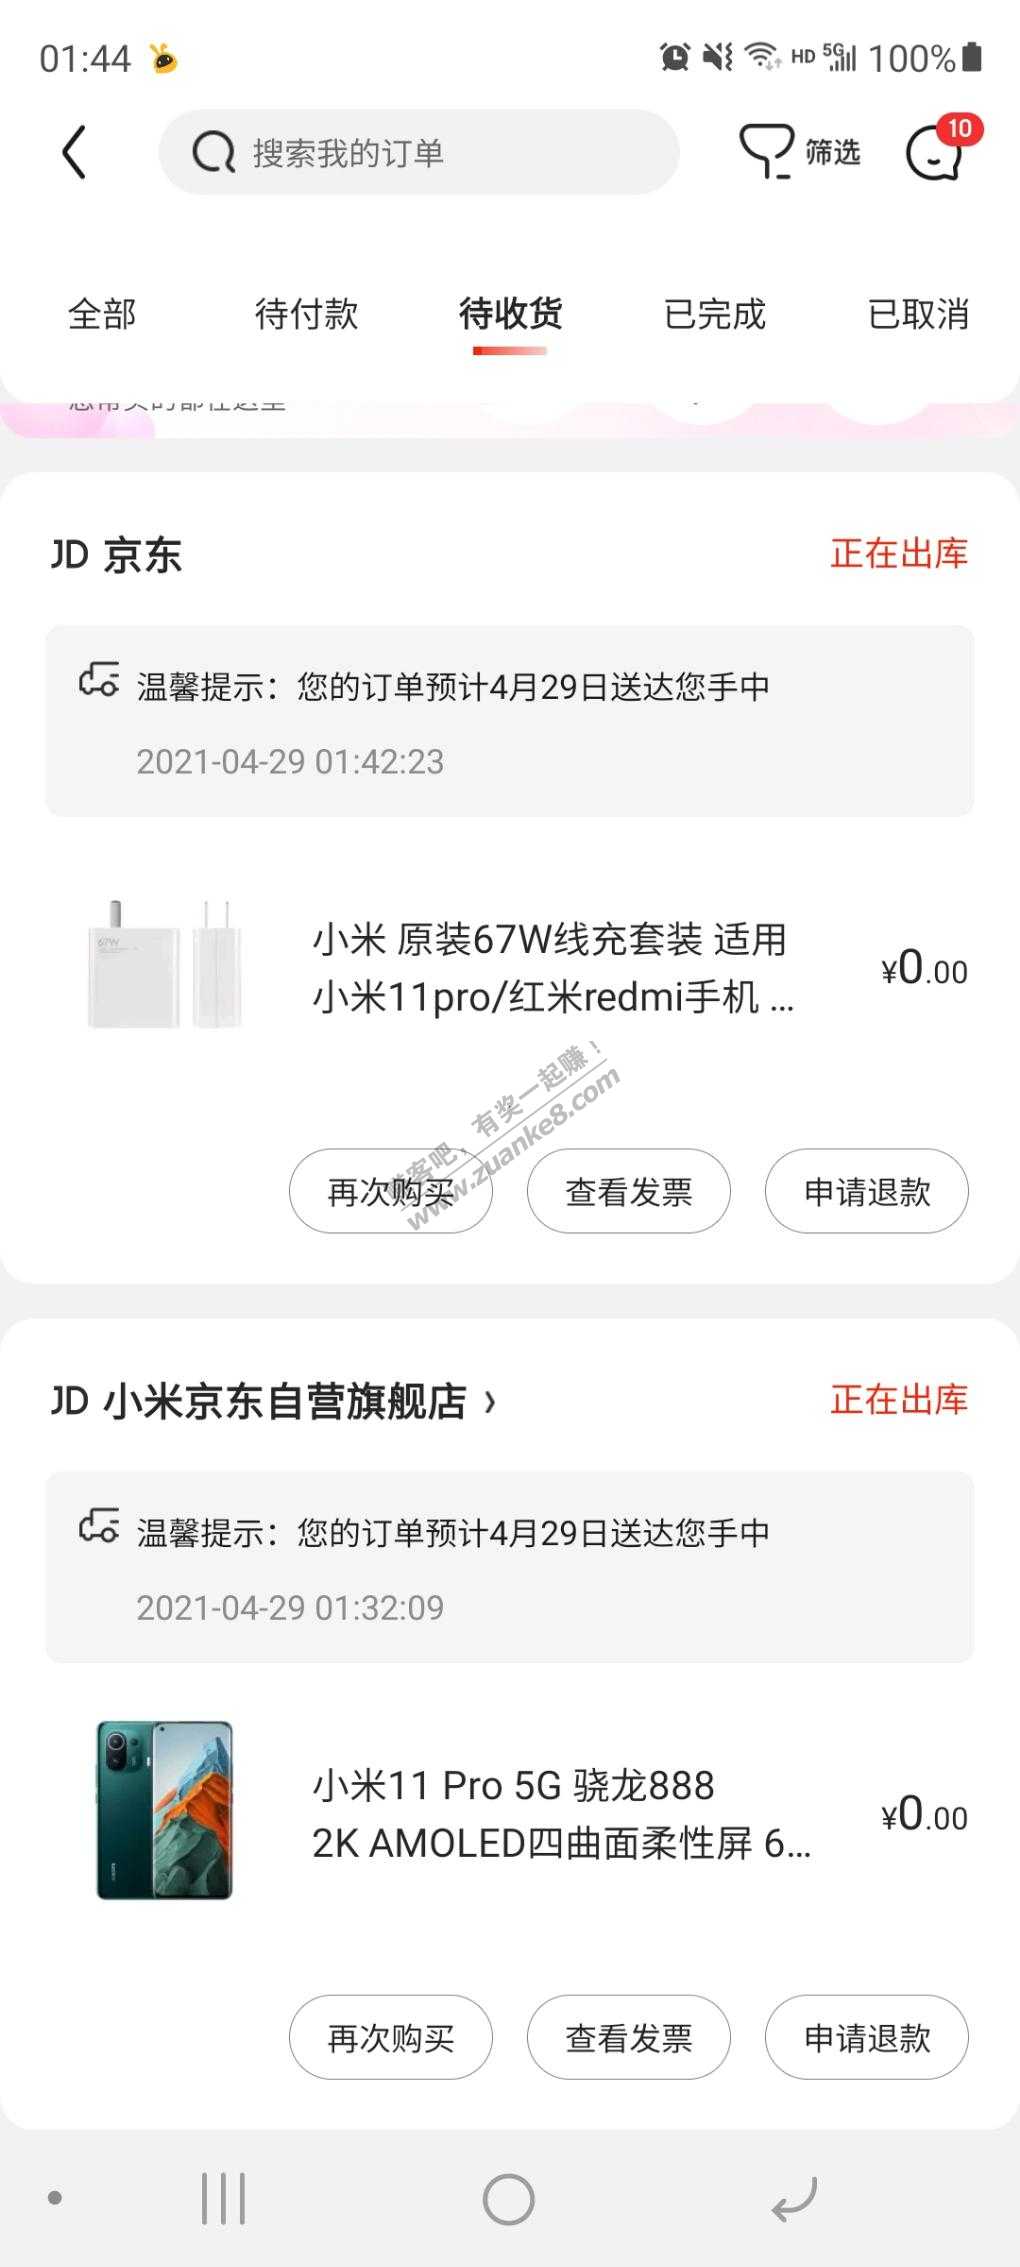 01:44
HD 5G 100%
搜索我的订单
筛选
10
全部 待付款 待收货 已完成 已取消
您常买的都在这里
JD 京东
正在出库
温馨提示：您的订单预计4月29日送达您手中
2021-04-29 01:42:23
67W
小米 原装67W线充套装 适用
小米11pro/红米redmi手机 ...
¥0.00
赚客吧，有奖一起赚！
www.zuanke8.com
再次购买 查看发票 申请退款
JD 小米京东自营旗舰店 ›
正在出库
温馨提示：您的订单预计4月29日送达您手中
2021-04-29 01:32:09
小米11 Pro 5G 骁龙888
2K AMOLED四曲面柔性屏 6...
¥0.00
再次购买 查看发票 申请退款